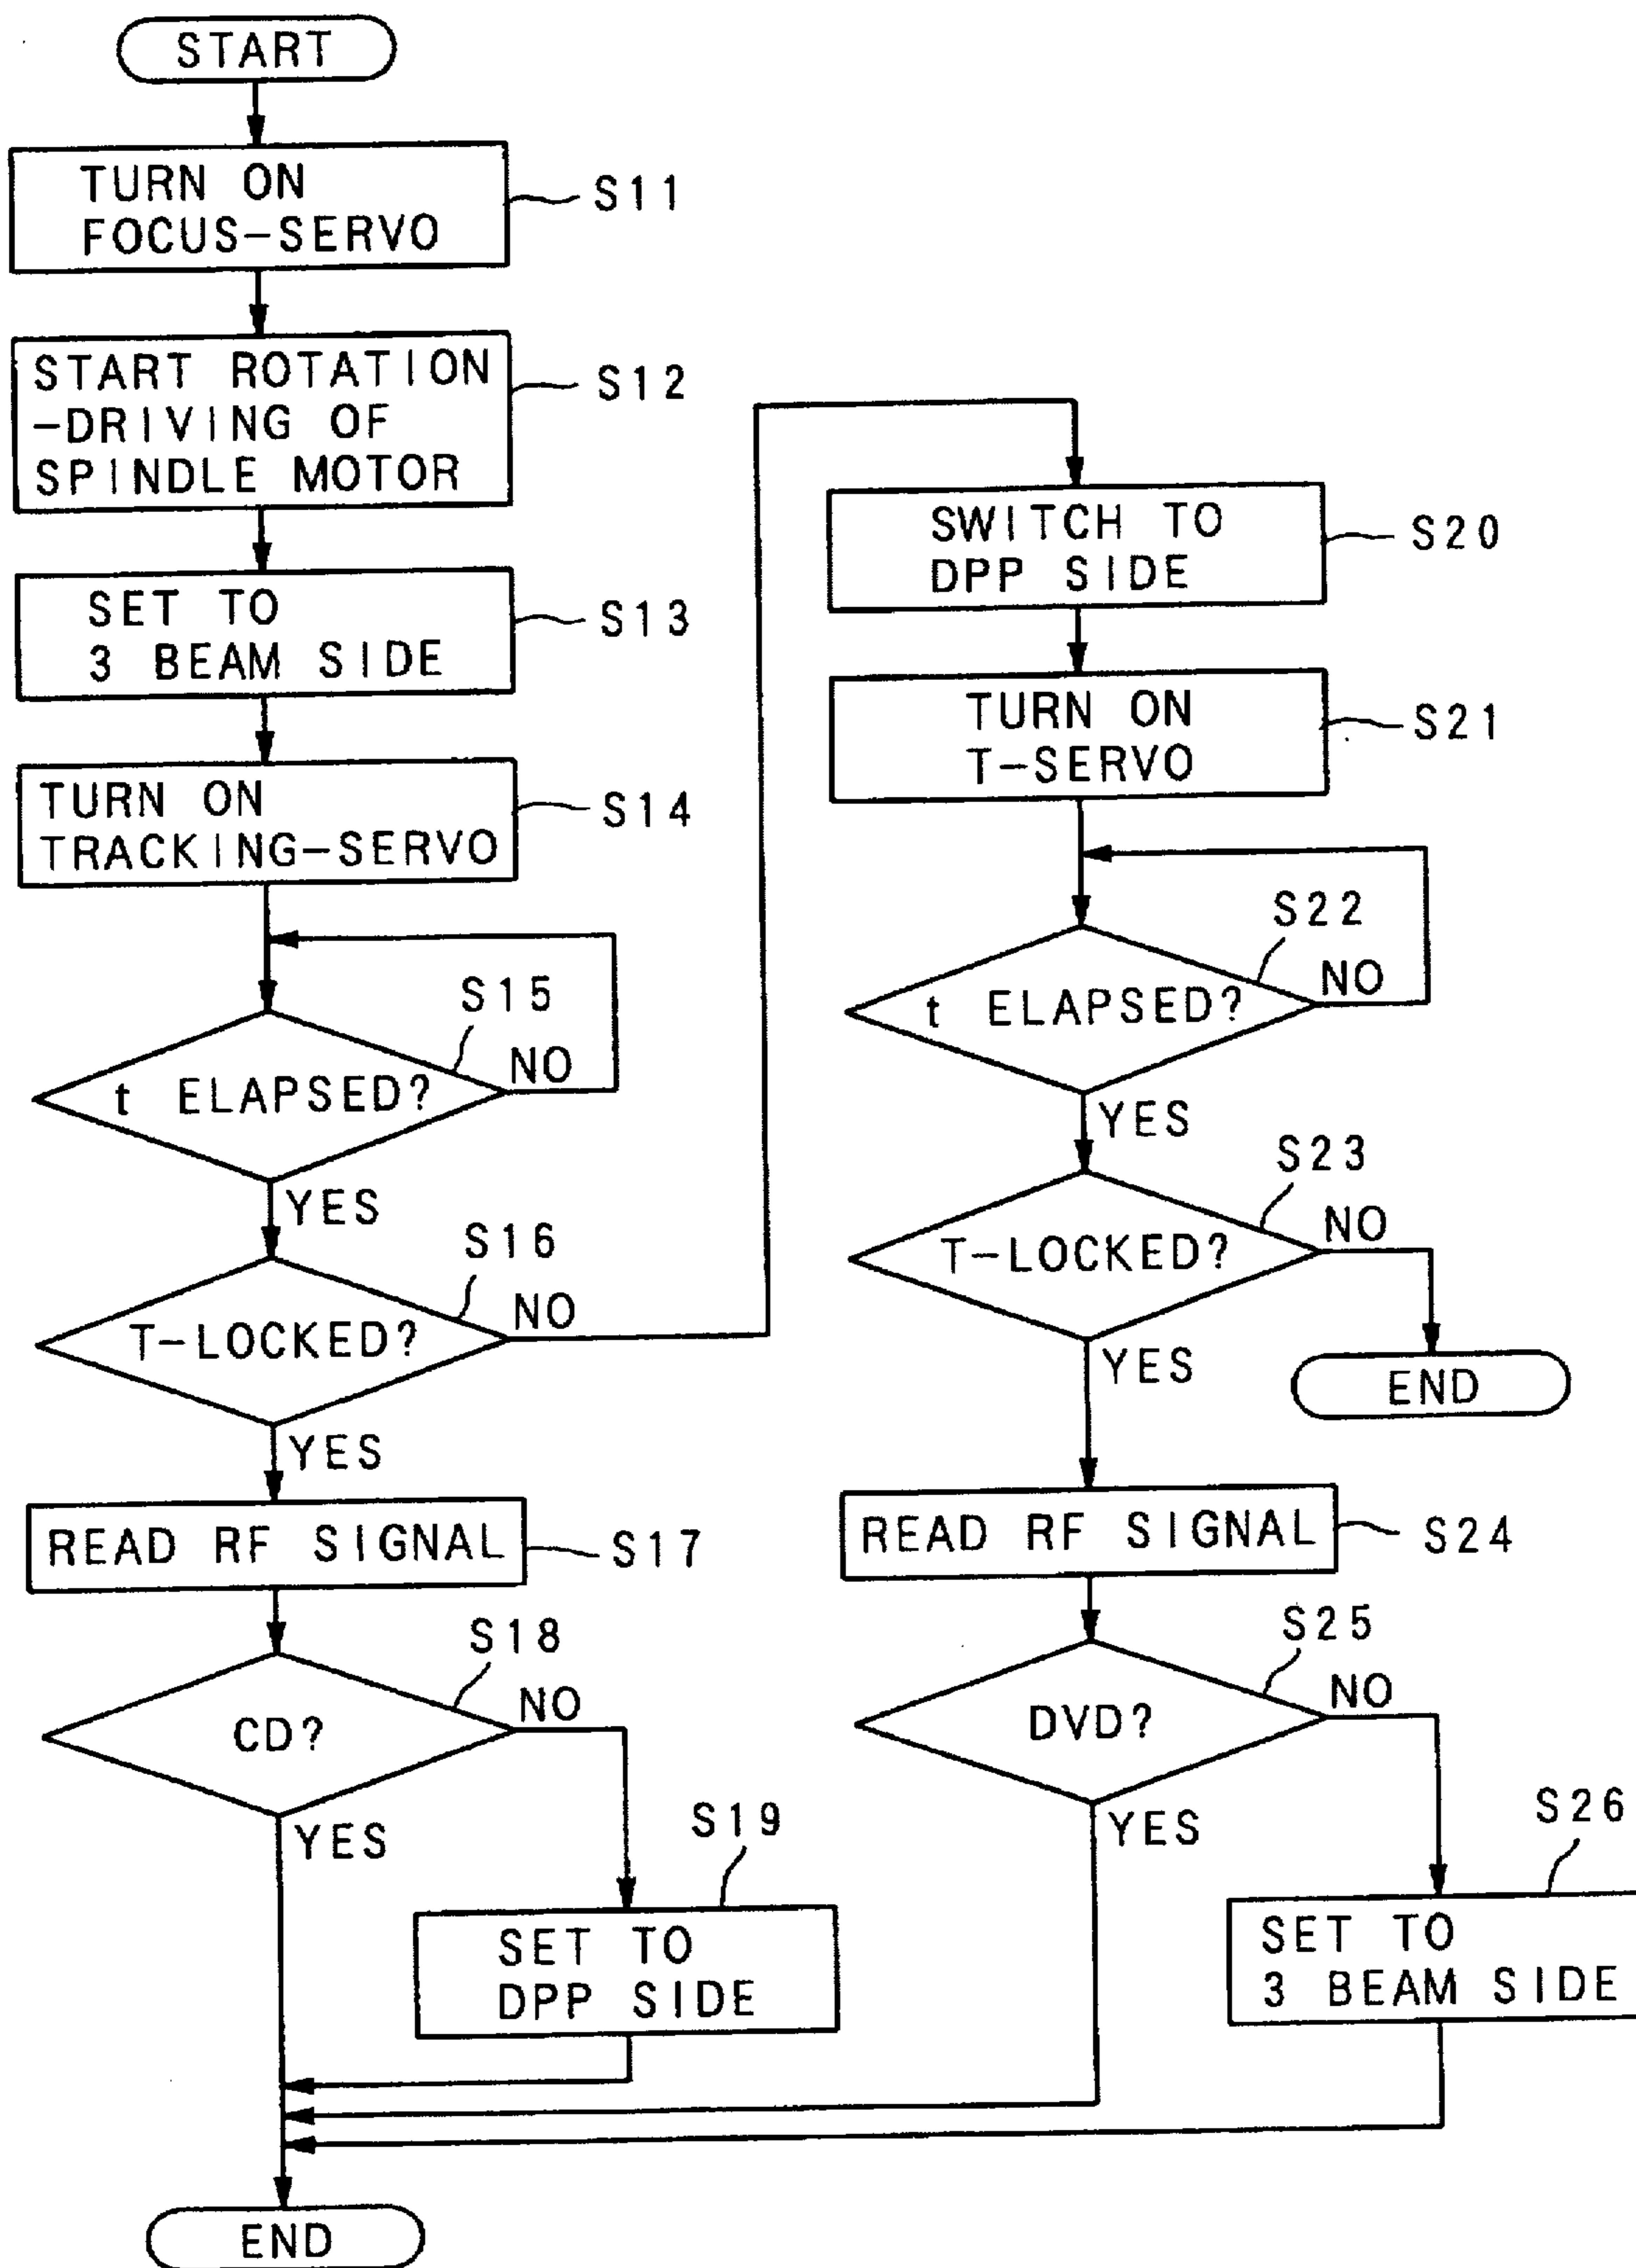 START
TURN ON
FOCUS-SERVO
S11
START ROTATION
-DRIVING OF
SPINDLE MOTOR
S12
SET TO
3 BEAM SIDE
S13
TURN ON
TRACKING-SERVO
S14
S15
t ELAPSED?
NO
YES
S16
T-LOCKED?
NO
YES
READ RF SIGNAL
S17
S18
CD?
NO
YES
S19
SET TO
DPP SIDE
SWITCH TO
DPP SIDE
S20
TURN ON
T-SERVO
S21
S22
t ELAPSED?
NO
YES
S23
T-LOCKED?
NO
YES
END
READ RF SIGNAL
S24
S25
DVD?
NO
YES
S26
SET TO
3 BEAM SIDE
END